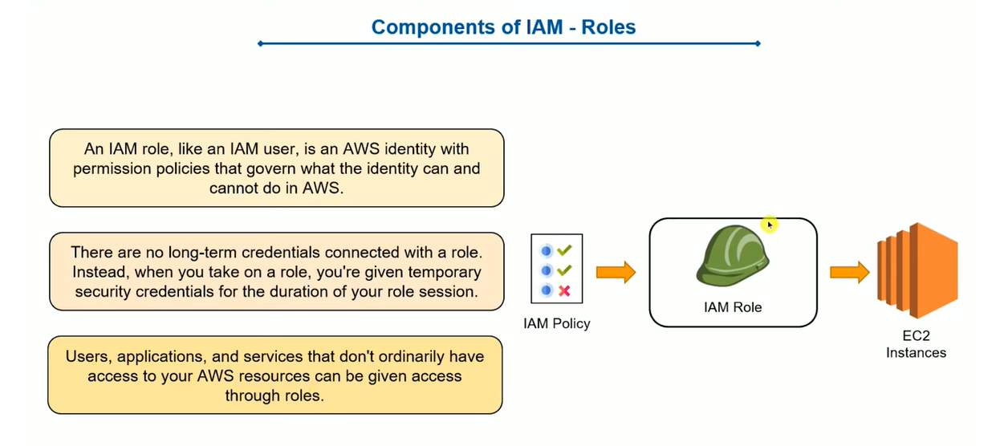 Components of IAM - Roles
An IAM role, like an IAM user, is an AWS identity with
permission policies that govern what the identity can and
cannot do in AWS.
There are no long-term credentials connected with a role.
Instead, when you take on a role, you're given temporary
security credentials for the duration of your role session.
Users, applications, and services that don't ordinarily have
access to your AWS resources can be given access
through roles.
IAM Policy
IAM Role
EC2
Instances